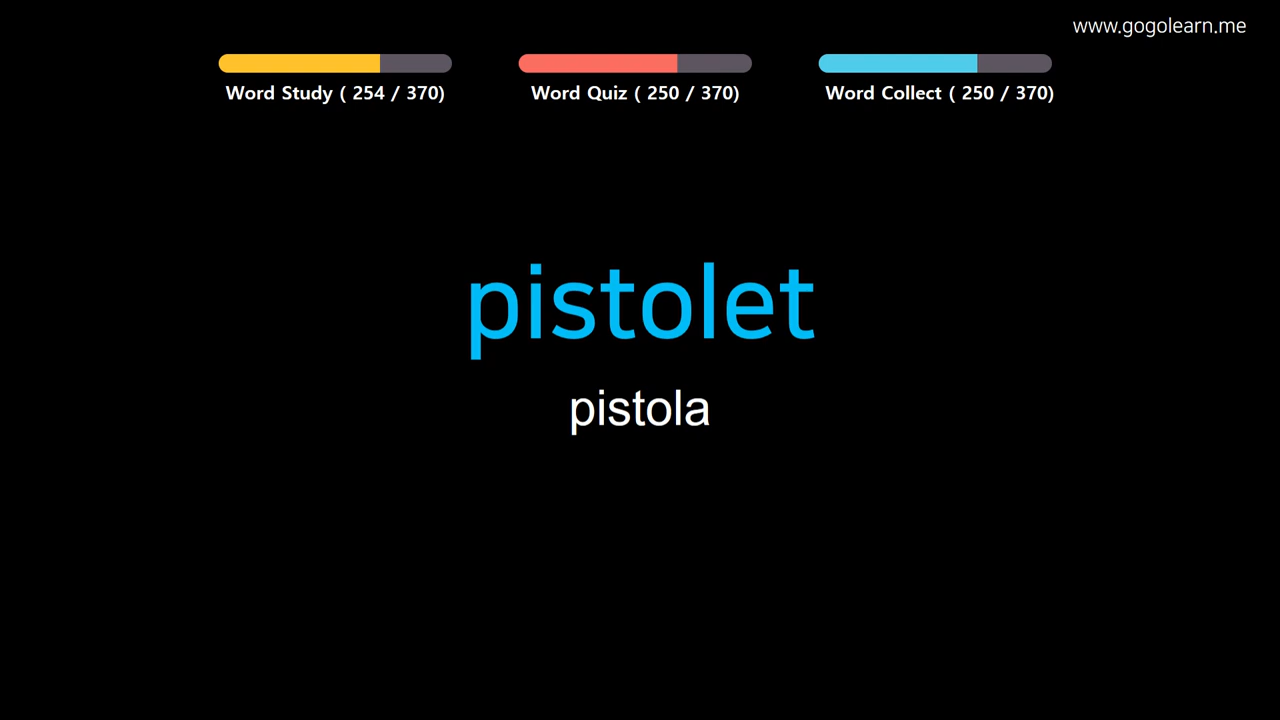 www.gogolearn.me
Word Study ( 254 / 370)
Word Quiz ( 250 / 370)
Word Collect ( 250 / 370)
pistolet
pistola